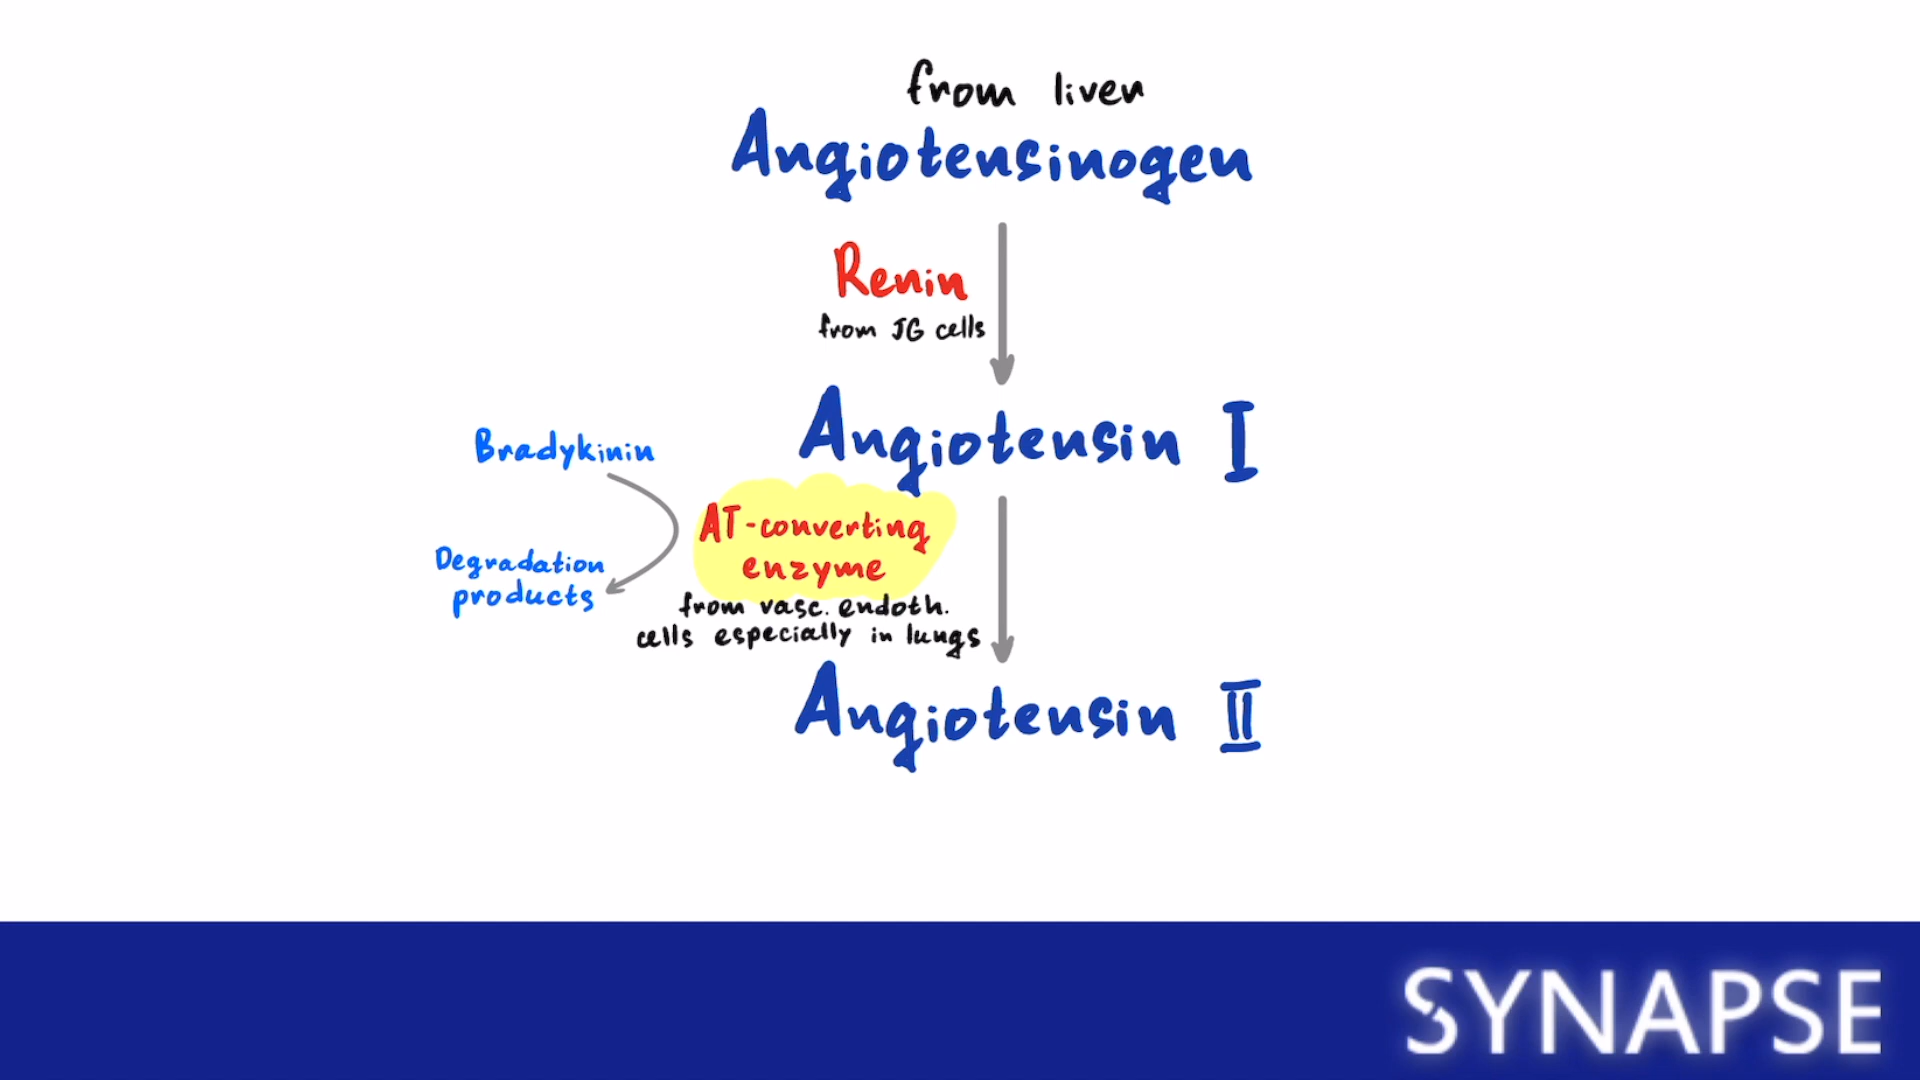 from liver
Angiotensinogen
Renin
from JG cells
Angiotensin I
Bradykinin
AT-converting
enzyme
Degradation
products
from vasc. endoth.
cells especially in lungs
Angiotensin II
SYNAPSE